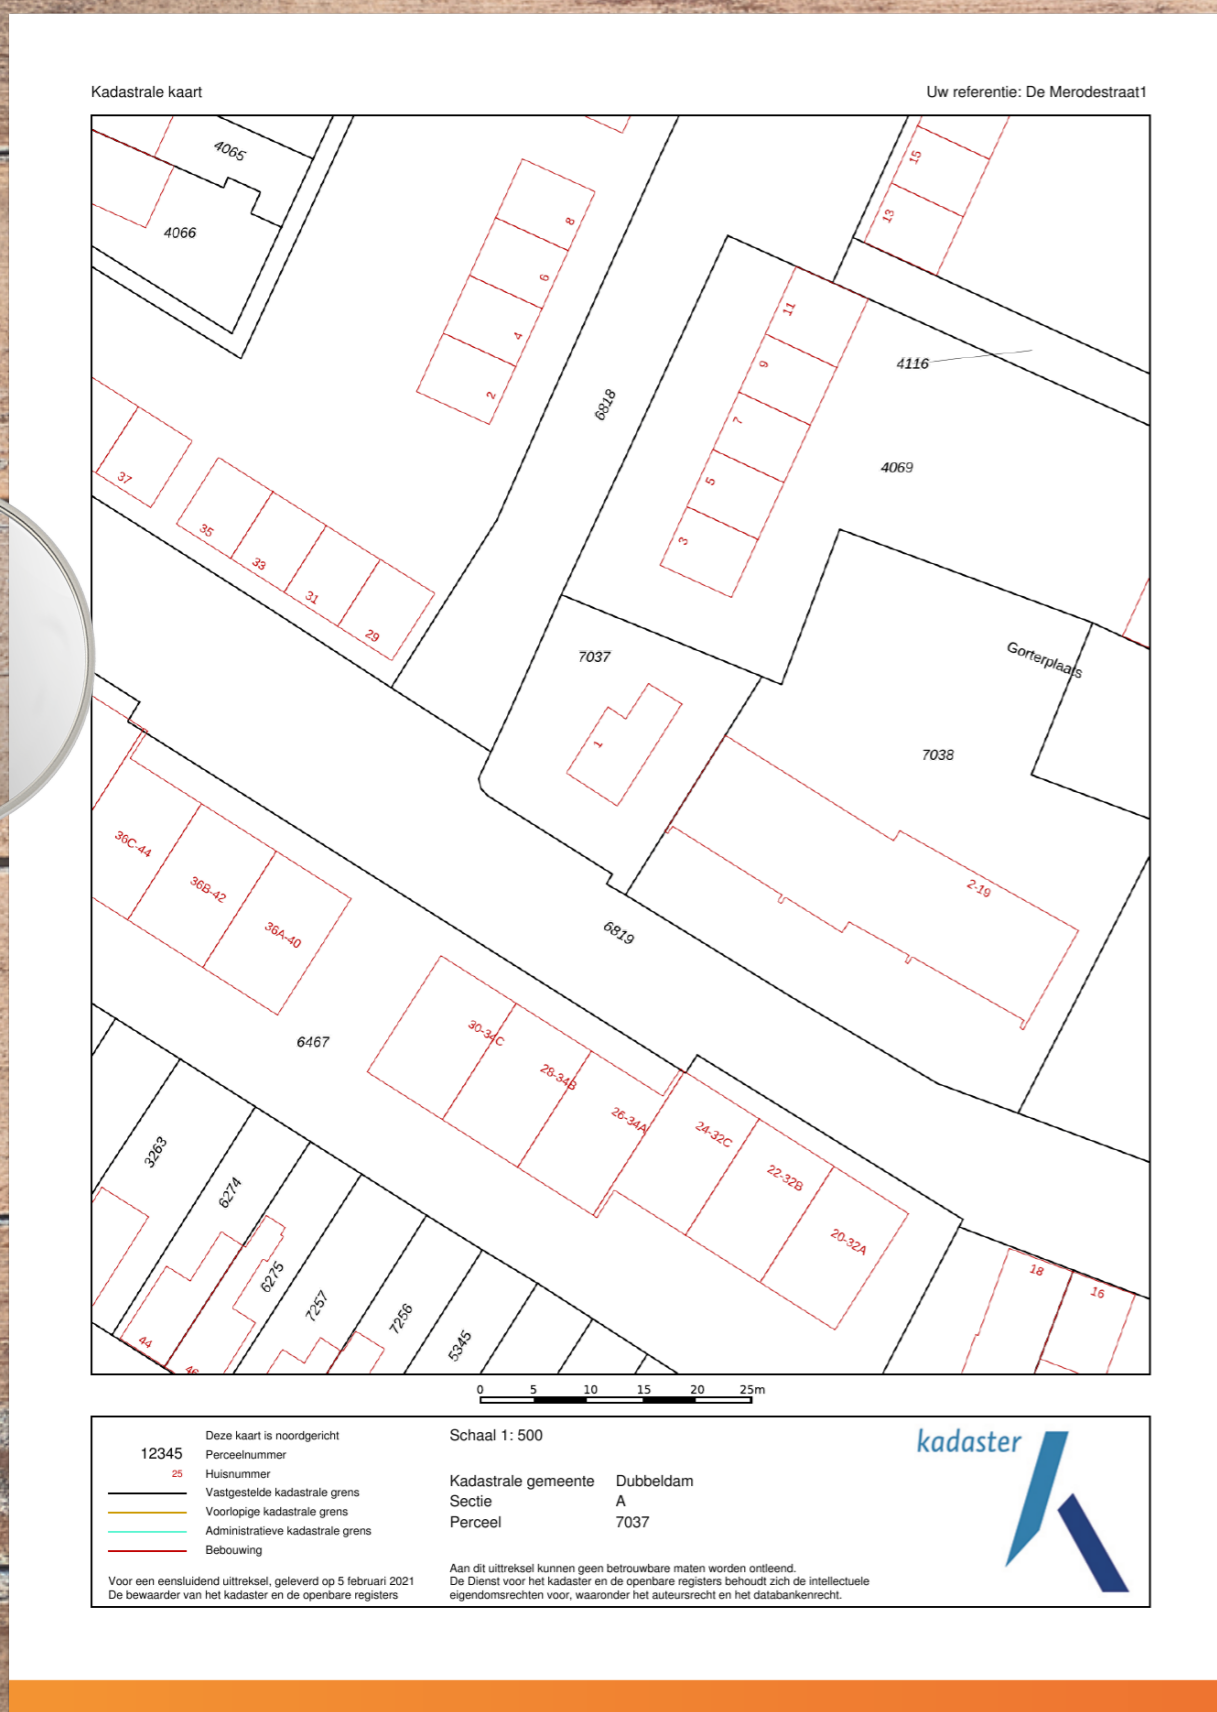 Kadastrale kaart
Uw referentie: De Merodestraat1
4065
4066
8
6
4
2
15
13
11
9
7
5
3
6818
4116
4069
37
35
33
31
29
7037
1
Gorterplaats
7038
2-19
36C-44
36B-42
36A-40
6819
6467
30-34C
28-34B
26-34A
24-32C
22-32B
20-32A
3263
6274
6275
7257
7256
5345
44
46
18
16
0 5 10 15 20 25m
Deze kaart is noordgericht
12345 Perceelnummer
25 Huisnummer
Vastgestelde kadastrale grens
Voorlopige kadastrale grens
Administratieve kadastrale grens
Bebouwing
Voor een eensluidend uittreksel, geleverd op 5 februari 2021
De bewaarder van het kadaster en de openbare registers
Schaal 1: 500
Kadastrale gemeente Dubbeldam
Sectie A
Perceel 7037
Aan dit uittreksel kunnen geen betrouwbare maten worden ontleend.
De Dienst voor het kadaster en de openbare registers behoudt zich de intellectuele
eigendomsrechten voor, waaronder het auteursrecht en het databankenrecht.
kadaster